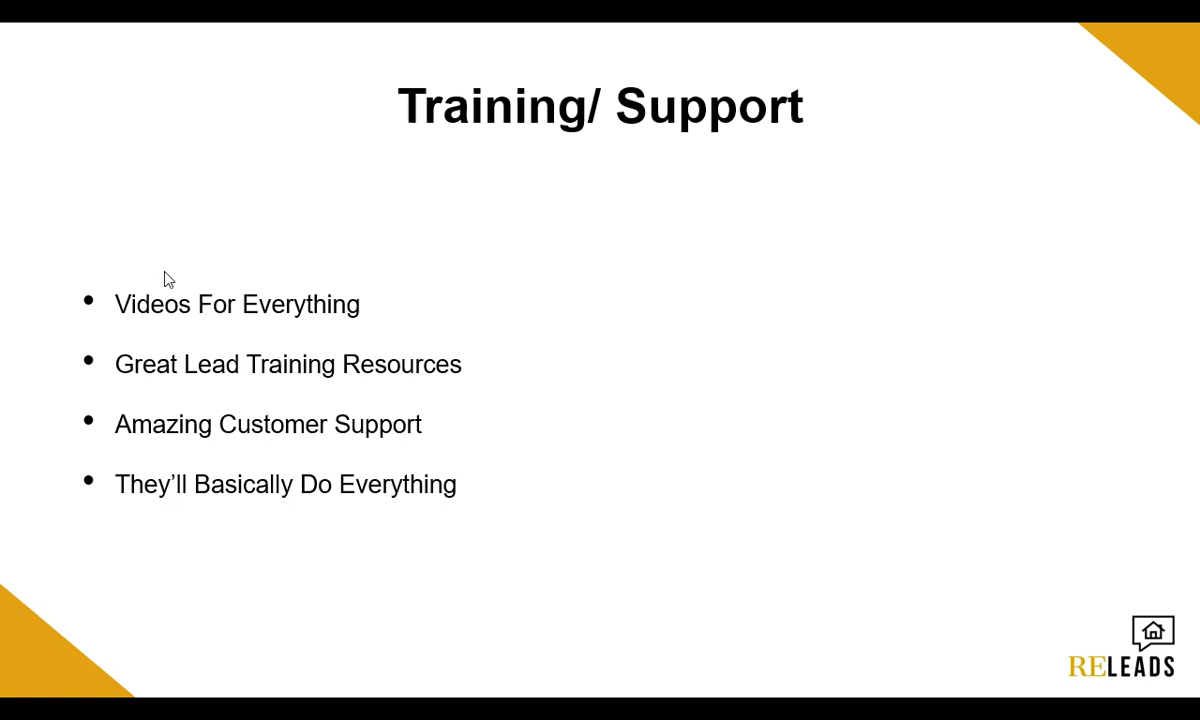 Training/ Support
• Videos For Everything
• Great Lead Training Resources
• Amazing Customer Support
• They’ll Basically Do Everything
RELEADS